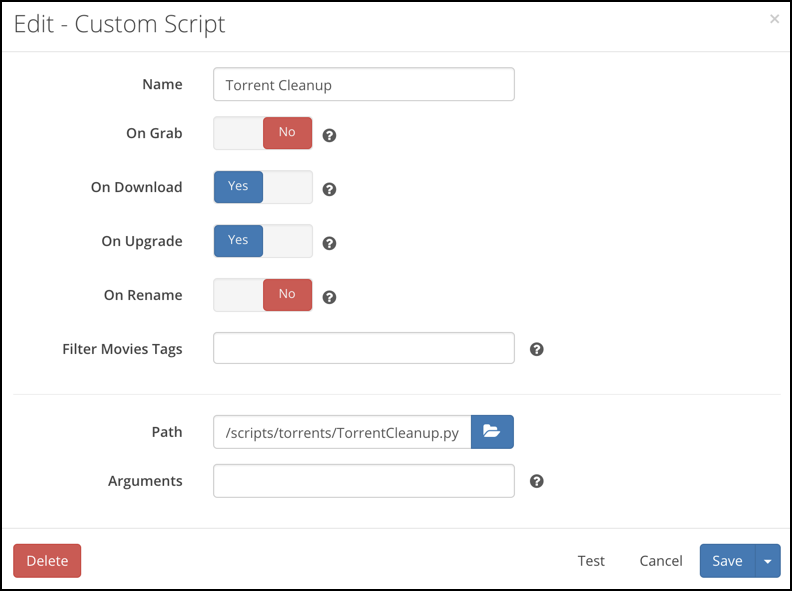 Edit - Custom Script ×
Name Torrent Cleanup
On Grab No ?
On Download Yes ?
On Upgrade Yes ?
On Rename No ?
Filter Movies Tags ?
Path /scripts/torrents/TorrentCleanup.py
Arguments ?
Delete Test Cancel Save